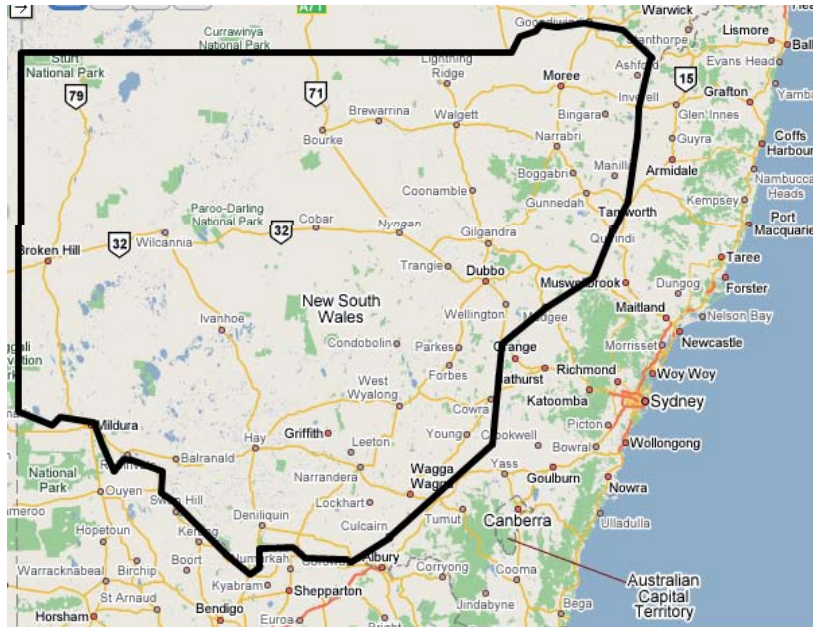 A71
Goondiwindi
Warwick
Currawinya
National Park
Stanthorpe
Lismore
Sturt
National Park
Lightning
Ridge
Ashford
Evans Head
79
71
Moree
15
Inverell
Grafton
Brewarrina
Walgett
Bingara
Glen Innes
Bourke
Narrabri
Guyra
Coffs
Harbour
Boggabri
Manilla
Armidale
Coonamble
Nambucca
Heads
Paroo-Darling
National Park
Gunnedah
Kempsey
Tamworth
Cobar
Nyngan
Port
Macquarie
32
32
Wilcannia
Gilgandra
Quirindi
Broken Hill
Taree
Trangie
Dubbo
Muswellbrook
Dungog
Forster
New South
Wales
Wellington
Maitland
Mudgee
Nelson Bay
Ivanhoe
Condobolin
Parkes
Orange
Morrisset
Newcastle
Forbes
Bathurst
Richmond
Woy Woy
West
Wyalong
Katoomba
Sydney
Cowra
Mildura
Griffith
Young
Crookwell
Picton
Hay
Leeton
Bowral
Wollongong
Balranald
National
Park
Narrandera
Wagga
Wagga
Yass
Goulburn
Ouyen
Nowra
Swan Hill
Lockhart
Tumut
Canberra
Ulladulla
Hopetoun
Deniliquin
Culcairn
Kerang
Numurkah
Albury
Warracknabeal
Birchip
Boort
Corryong
Cooma
Kyabram
Australian
Capital
Territory
St Arnaud
Shepparton
Jindabyne
Horsham
Bendigo
Euroa
Bright
Bega